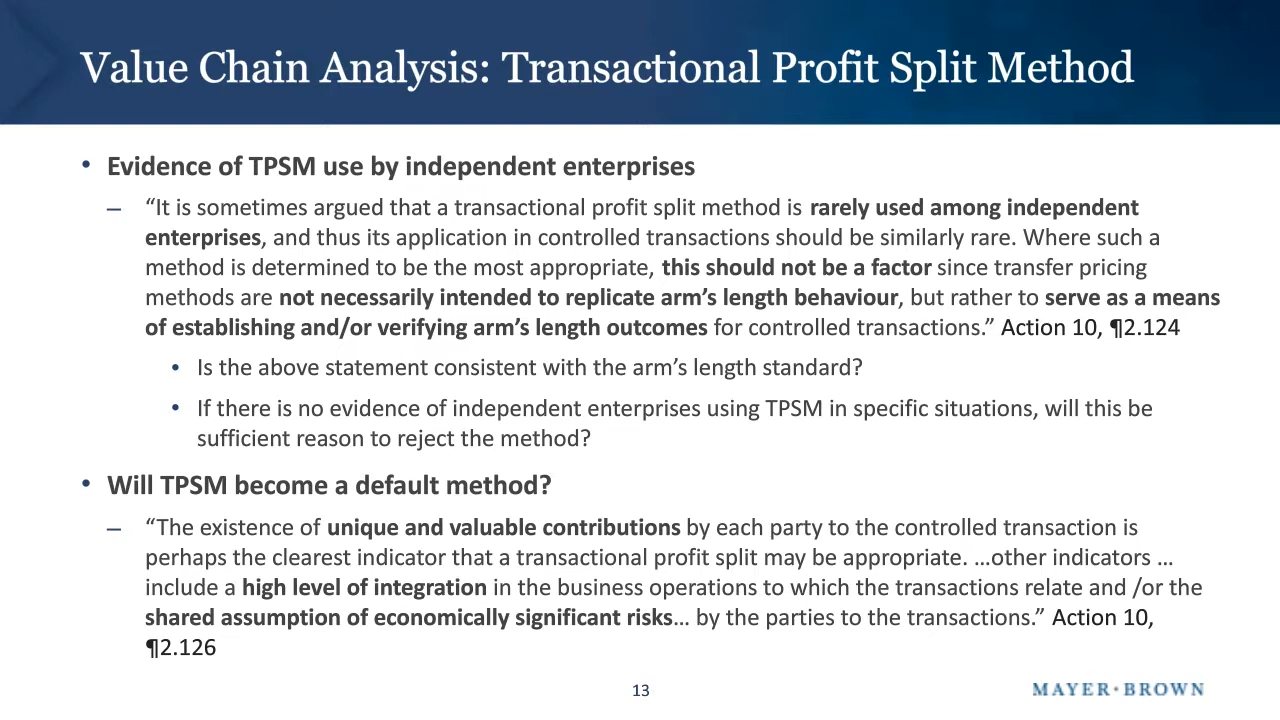 Value Chain Analysis: Transactional Profit Split Method
• Evidence of TPSM use by independent enterprises
– “It is sometimes argued that a transactional profit split method is rarely used among independent
enterprises, and thus its application in controlled transactions should be similarly rare. Where such a
method is determined to be the most appropriate, this should not be a factor since transfer pricing
methods are not necessarily intended to replicate arm’s length behaviour, but rather to serve as a means
of establishing and/or verifying arm’s length outcomes for controlled transactions.” Action 10, ¶2.124
• Is the above statement consistent with the arm’s length standard?
• If there is no evidence of independent enterprises using TPSM in specific situations, will this be
sufficient reason to reject the method?
• Will TPSM become a default method?
– “The existence of unique and valuable contributions by each party to the controlled transaction is
perhaps the clearest indicator that a transactional profit split may be appropriate. …other indicators …
include a high level of integration in the business operations to which the transactions relate and /or the
shared assumption of economically significant risks… by the parties to the transactions.” Action 10,
¶2.126
13
MAYER·BROWN